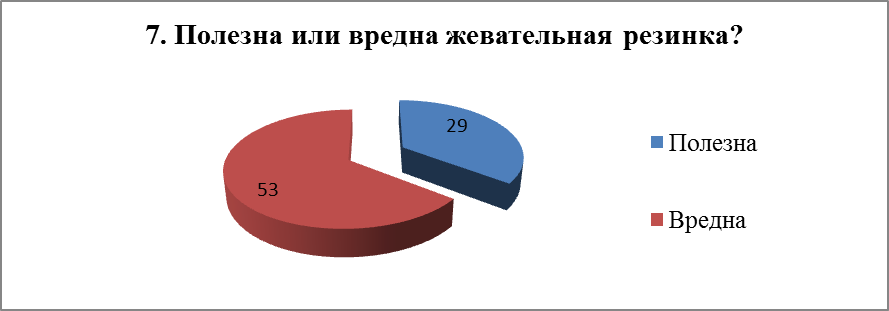 7. Полезна или вредна жевательная резинка?
29
Полезна
53
Вредна